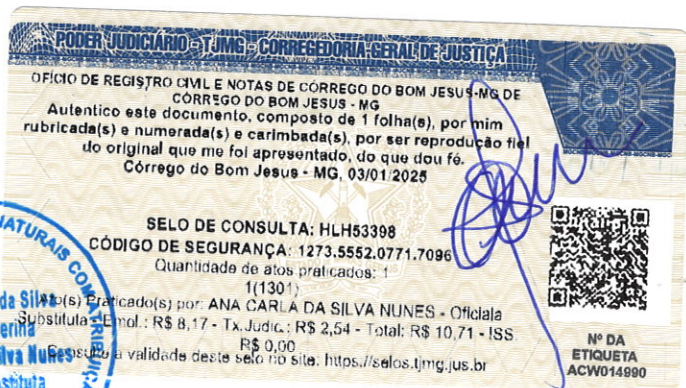 PODER JUDICIÁRIO - TJMG - CORREGEDORIA-GERAL DE JUSTIÇA
OFÍCIO DE REGISTRO CIVIL E NOTAS DE CÓRREGO DO BOM JESUS-MG DE
CÓRREGO DO BOM JESUS - MG
Autentico este documento, composto de 1 folha(s), por mim
rubricada(s) e numerada(s) e carimbada(s), por ser reprodução fiel
do original que me foi apresentado, do que dou fé.
Córrego do Bom Jesus - MG, 03/01/2025
SELO DE CONSULTA: HLH53398
CÓDIGO DE SEGURANÇA: 1273.5552.0771.7096
Quantidade de atos praticados: 1
1(1301)
Ato(s) Praticado(s) por: ANA CARLA DA SILVA NUNES - Oficiala
Substituta - Emol.: R$ 8,17 - Tx.Judic.: R$ 2,54 - Total: R$ 10,71 - ISS:
R$ 0,00
Consulte a validade deste selo no site: https://selos.tjmg.jus.br
Nº DA
ETIQUETA
ACW014990
NATURAIS COM ATRIBUIÇ
da Silva
erina
Silva Nunes
stituta